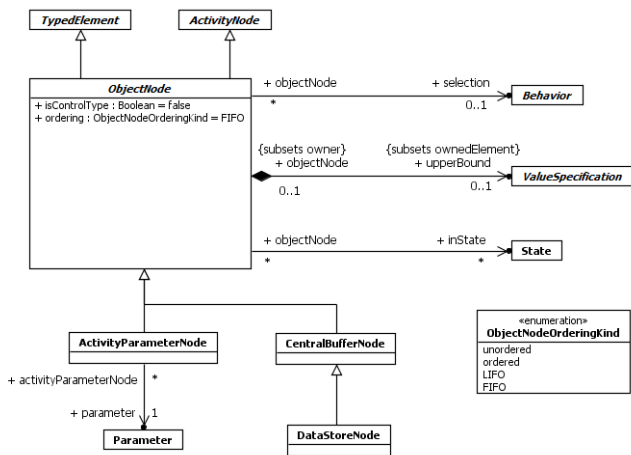 TypedElement
ActivityNode
ObjectNode
+ isControlType : Boolean = false
+ ordering : ObjectNodeOrderingKind = FIFO
+ objectNode
*
+ selection
0..1
Behavior
{subsets owner}
+ objectNode
0..1
{subsets ownedElement}
+ upperBound
0..1
ValueSpecification
+ objectNode
*
+ inState
*
State
ActivityParameterNode
CentralBufferNode
«enumeration»
ObjectNodeOrderingKind
unordered
ordered
LIFO
FIFO
+ activityParameterNode
*
+ parameter
1
Parameter
DataStoreNode